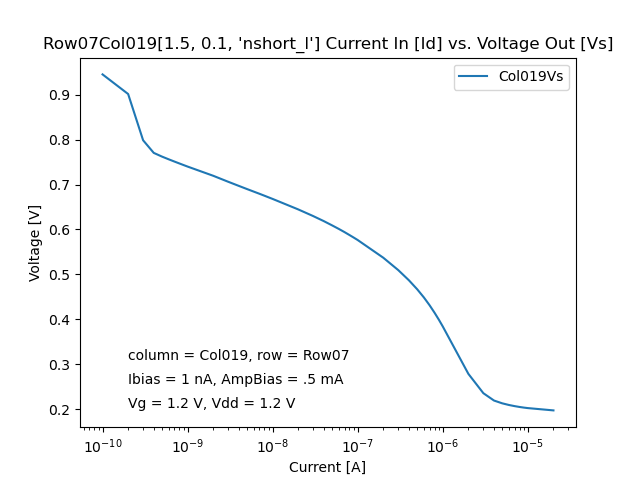 Row07Col019[1.5, 0.1, 'nshort_l'] Current In [Id] vs. Voltage Out [Vs]
Col019Vs
0.9
0.8
0.7
0.6
0.5
0.4
0.3
0.2
Voltage [V]
column = Col019, row = Row07
Ibias = 1 nA, AmpBias = .5 mA
Vg = 1.2 V, Vdd = 1.2 V
10⁻¹⁰ 10⁻⁹ 10⁻⁸ 10⁻⁷ 10⁻⁶ 10⁻⁵
Current [A]